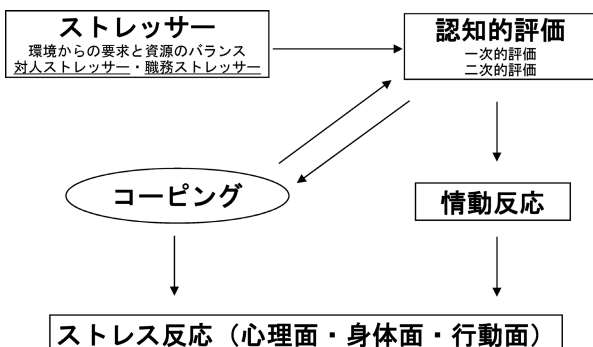 ストレッサー
環境からの要求と資源のバランス
対人ストレッサー・職務ストレッサー
認知的評価
一次的評価
二次的評価
コーピング
情動反応
ストレス反応（心理面・身体面・行動面）